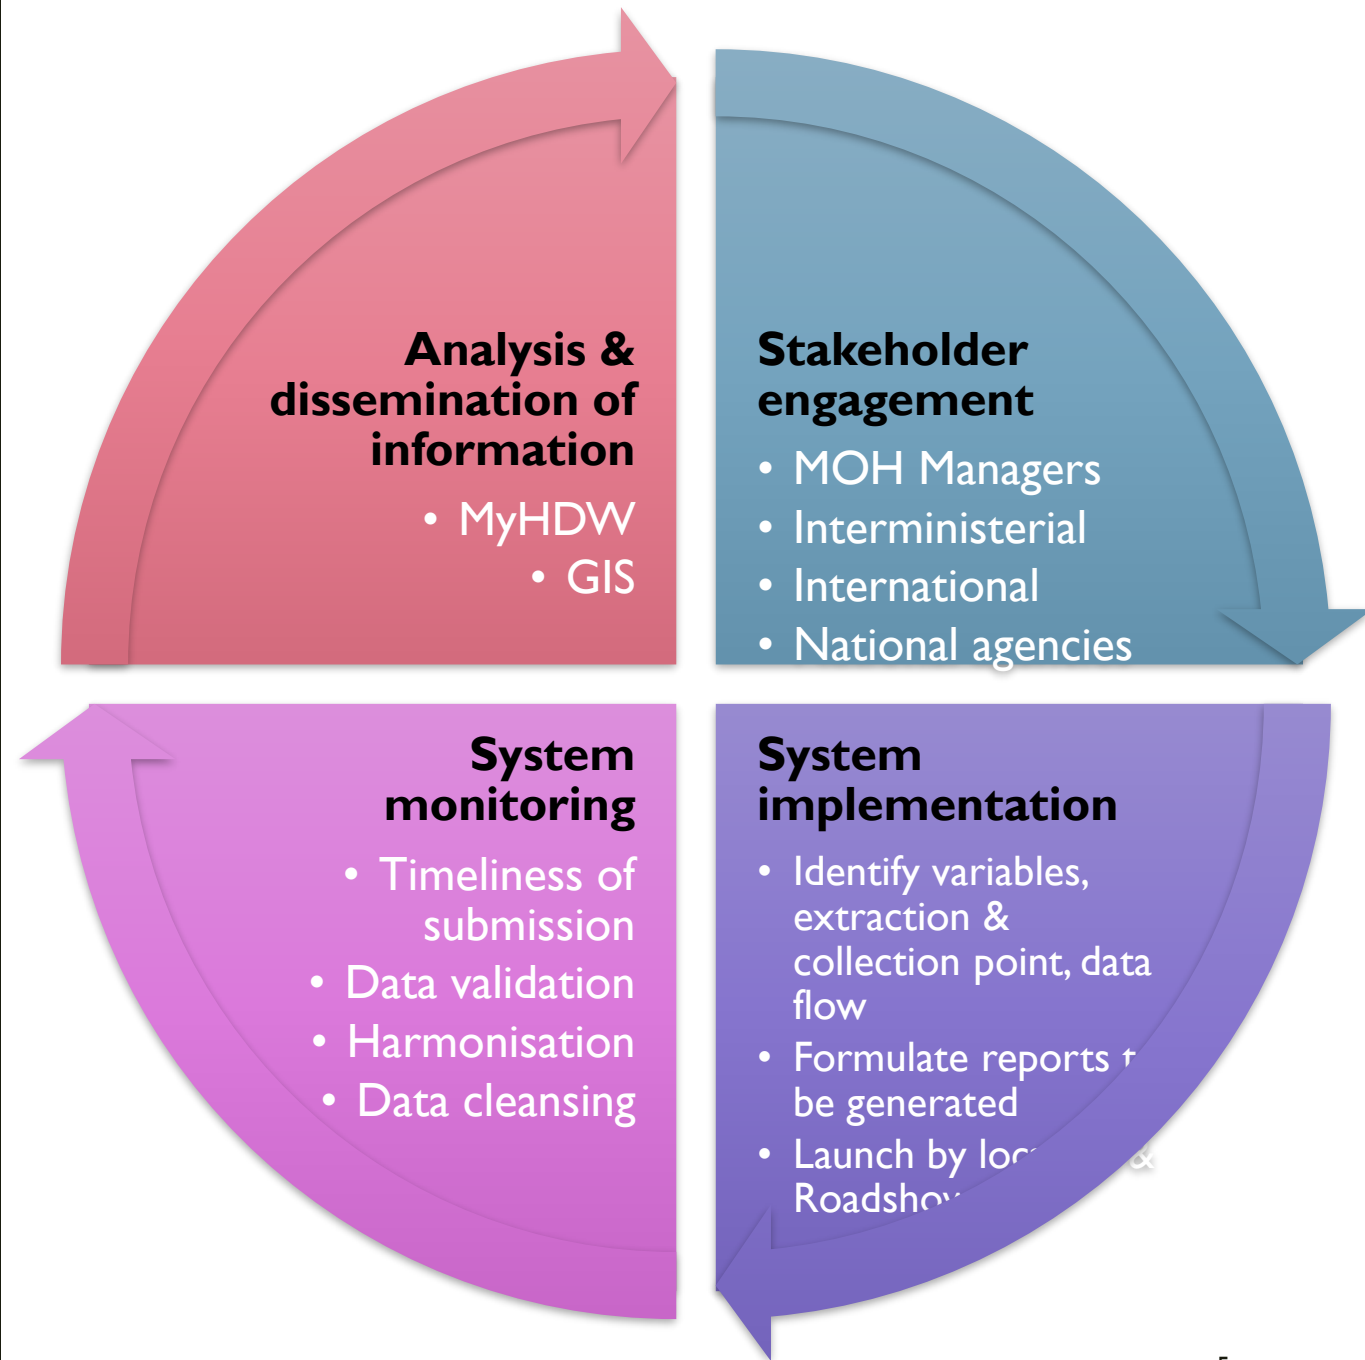 Analysis &
dissemination of
information
• MyHDW
• GIS
Stakeholder
engagement
• MOH Managers
• Interministerial
• International
• National agencies
System
monitoring
• Timeliness of
submission
• Data validation
• Harmonisation
• Data cleansing
System
implementation
• Identify variables,
extraction &
collection point, data
flow
• Formulate reports
be generated
• Launch by &